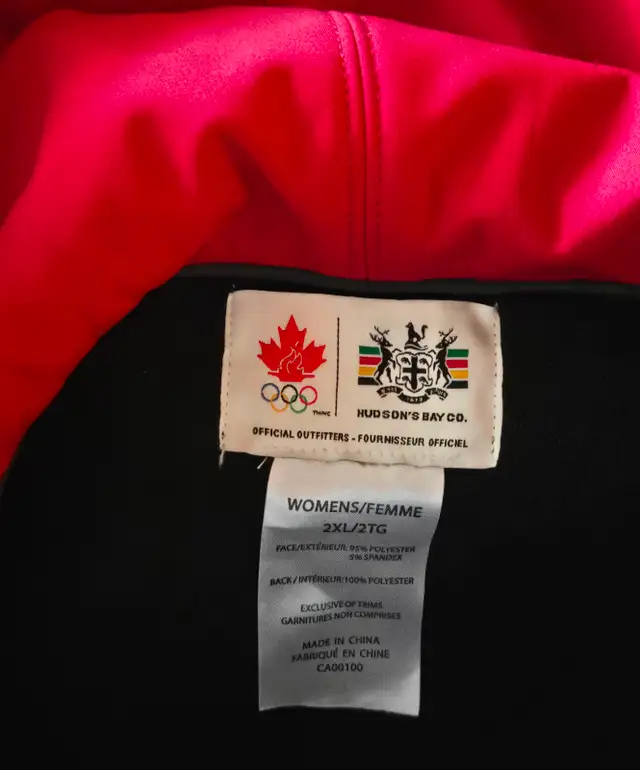 HUDSON'S BAY CO.
OFFICIAL OUTFITTERS - FOURNISSEUR OFFICIEL
WOMENS/FEMME
2XL/2TG
FACE/EXTÉRIEUR: 95% POLYESTER
5% SPANDEX
BACK/INTÉRIEUR:100% POLYESTER
EXCLUSIVE OF TRIMS
GARNITURES NON COMPRISES
MADE IN CHINA
FABRIQUÉ EN CHINE
CA00100